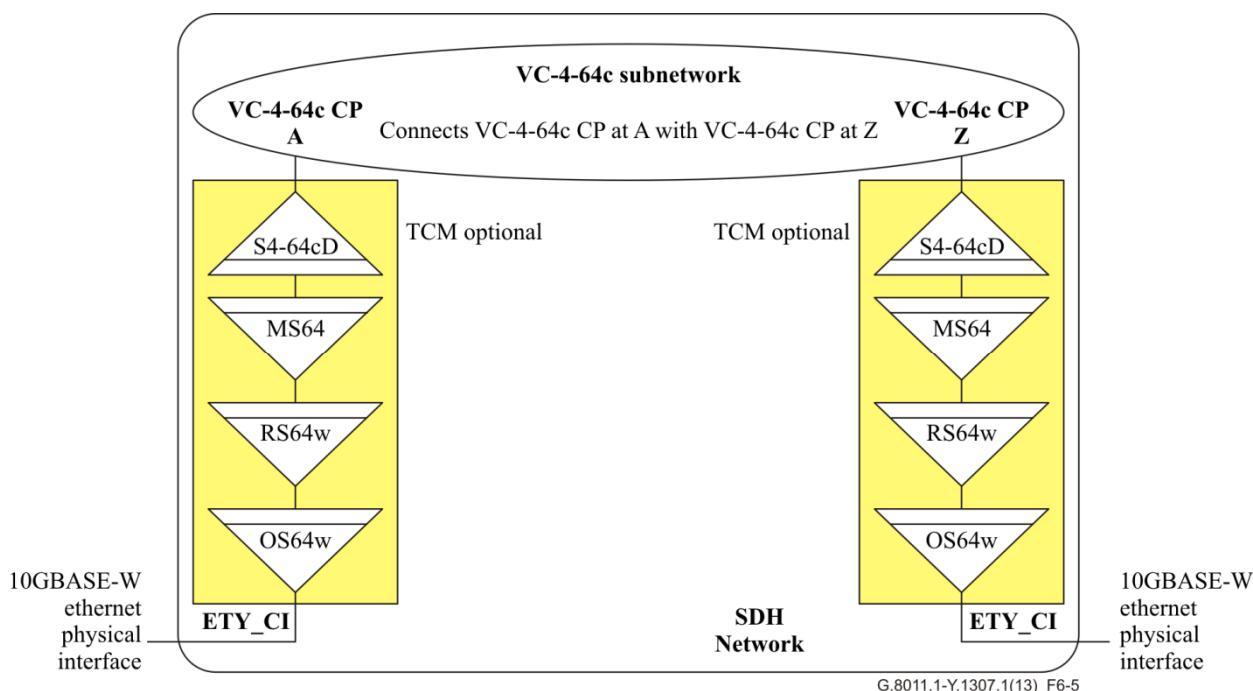 VC-4-64c subnetwork
VC-4-64c CP
A
Connects VC-4-64c CP at A with VC-4-64c CP at Z
VC-4-64c CP
Z
S4-64cD
TCM optional
MS64
RS64w
OS64w
TCM optional
S4-64cD
MS64
RS64w
OS64w
10GBASE-W
ethernet
physical
interface
ETY_CI
SDH
Network
ETY_CI
10GBASE-W
ethernet
physical
interface
G.8011.1-Y.1307.1(13)_F6-5